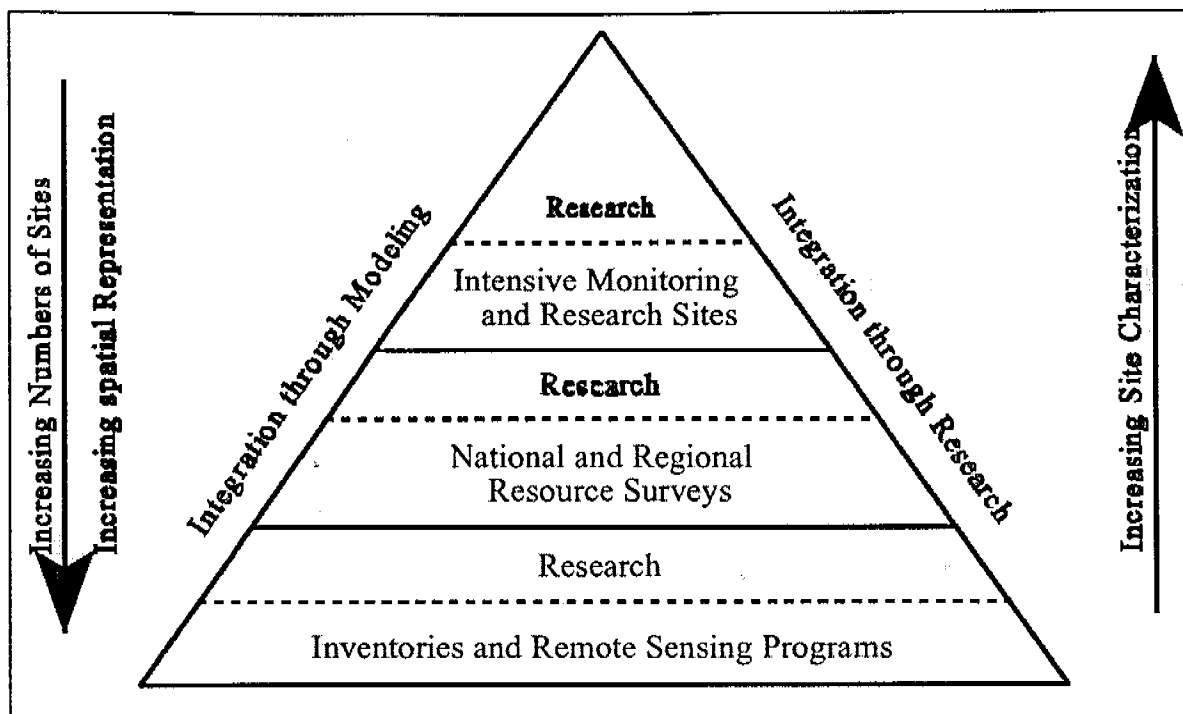 Increasing Numbers of Sites
Increasing spatial Representation
Integration through Modeling
Research
Intensive Monitoring
and Research Sites
Research
National and Regional
Resource Surveys
Research
Inventories and Remote Sensing Programs
Integration through Research
Increasing Site Characterization